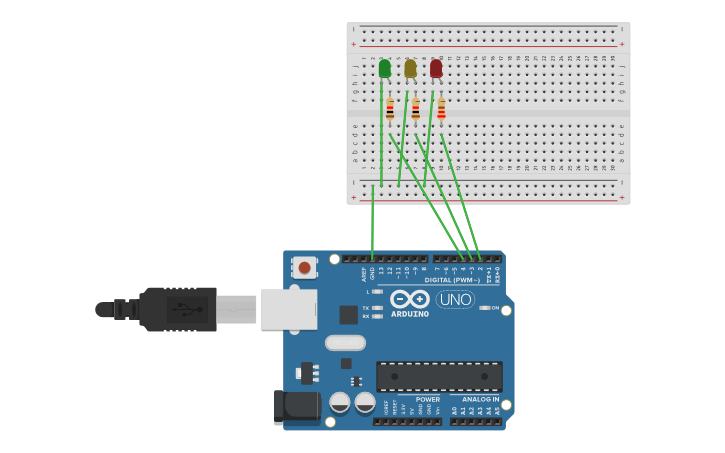 AREF
GND
13
12
~11
~10
~9
8
7
~6
~5
4
~3
2
TX→1
RX←0
DIGITAL (PWM~)
L
TX
RX
UNO
ARDUINO
ON
POWER
ANALOG IN
IOREF
RESET
3.3V
5V
GND
GND
Vin
A0
A1
A2
A3
A4
A5